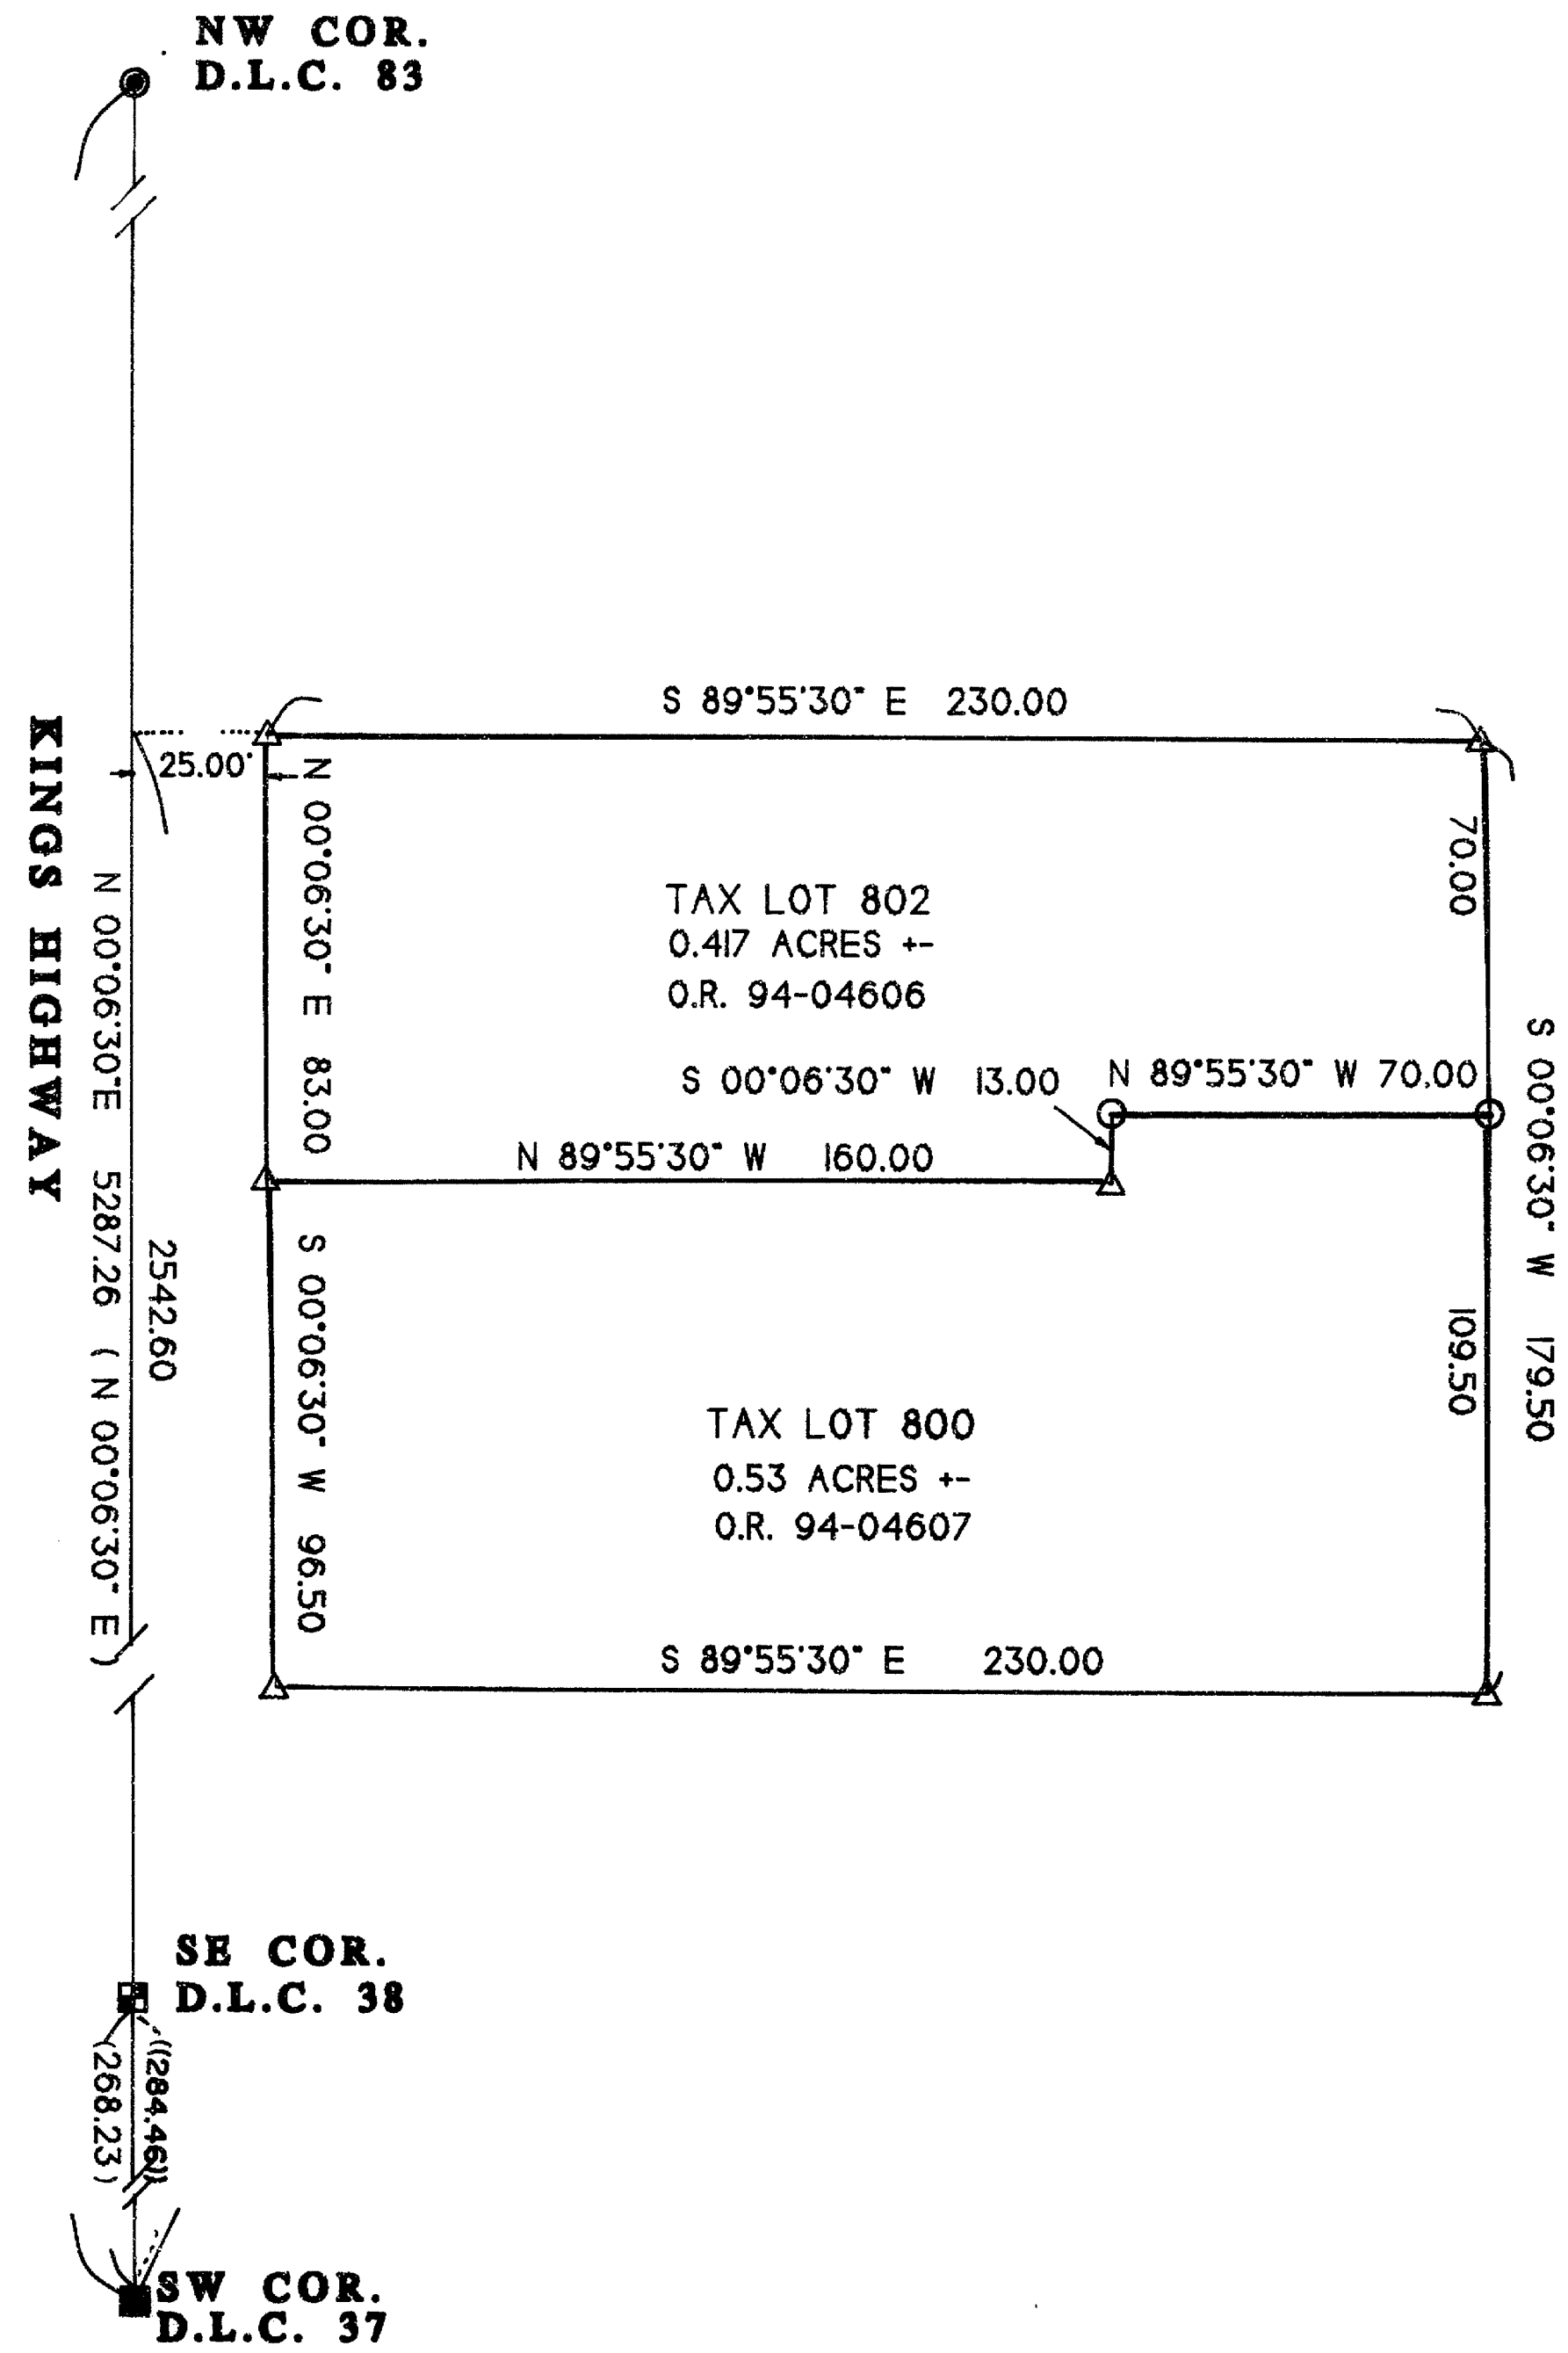 NW COR.
D.L.C. 83
S 89°55'30" E 230.00
25.00'
N 00°06'30" E 83.00
70.00
TAX LOT 802
0.417 ACRES +-
O.R. 94-04606
S 00°06'30" W 13.00
N 89°55'30" W 70.00
N 89°55'30" W 160.00
S 00°06'30" W 179.50
KINGS HIGHWAY
N 00°06'30"E 5287.26 ( N 00°06'30" E )
2542.60
S 00°06'30" W 96.50
109.50
TAX LOT 800
0.53 ACRES +-
O.R. 94-04607
S 89°55'30" E 230.00
SE COR.
D.L.C. 38
(268.23)
((284.46))
SW COR.
D.L.C. 37